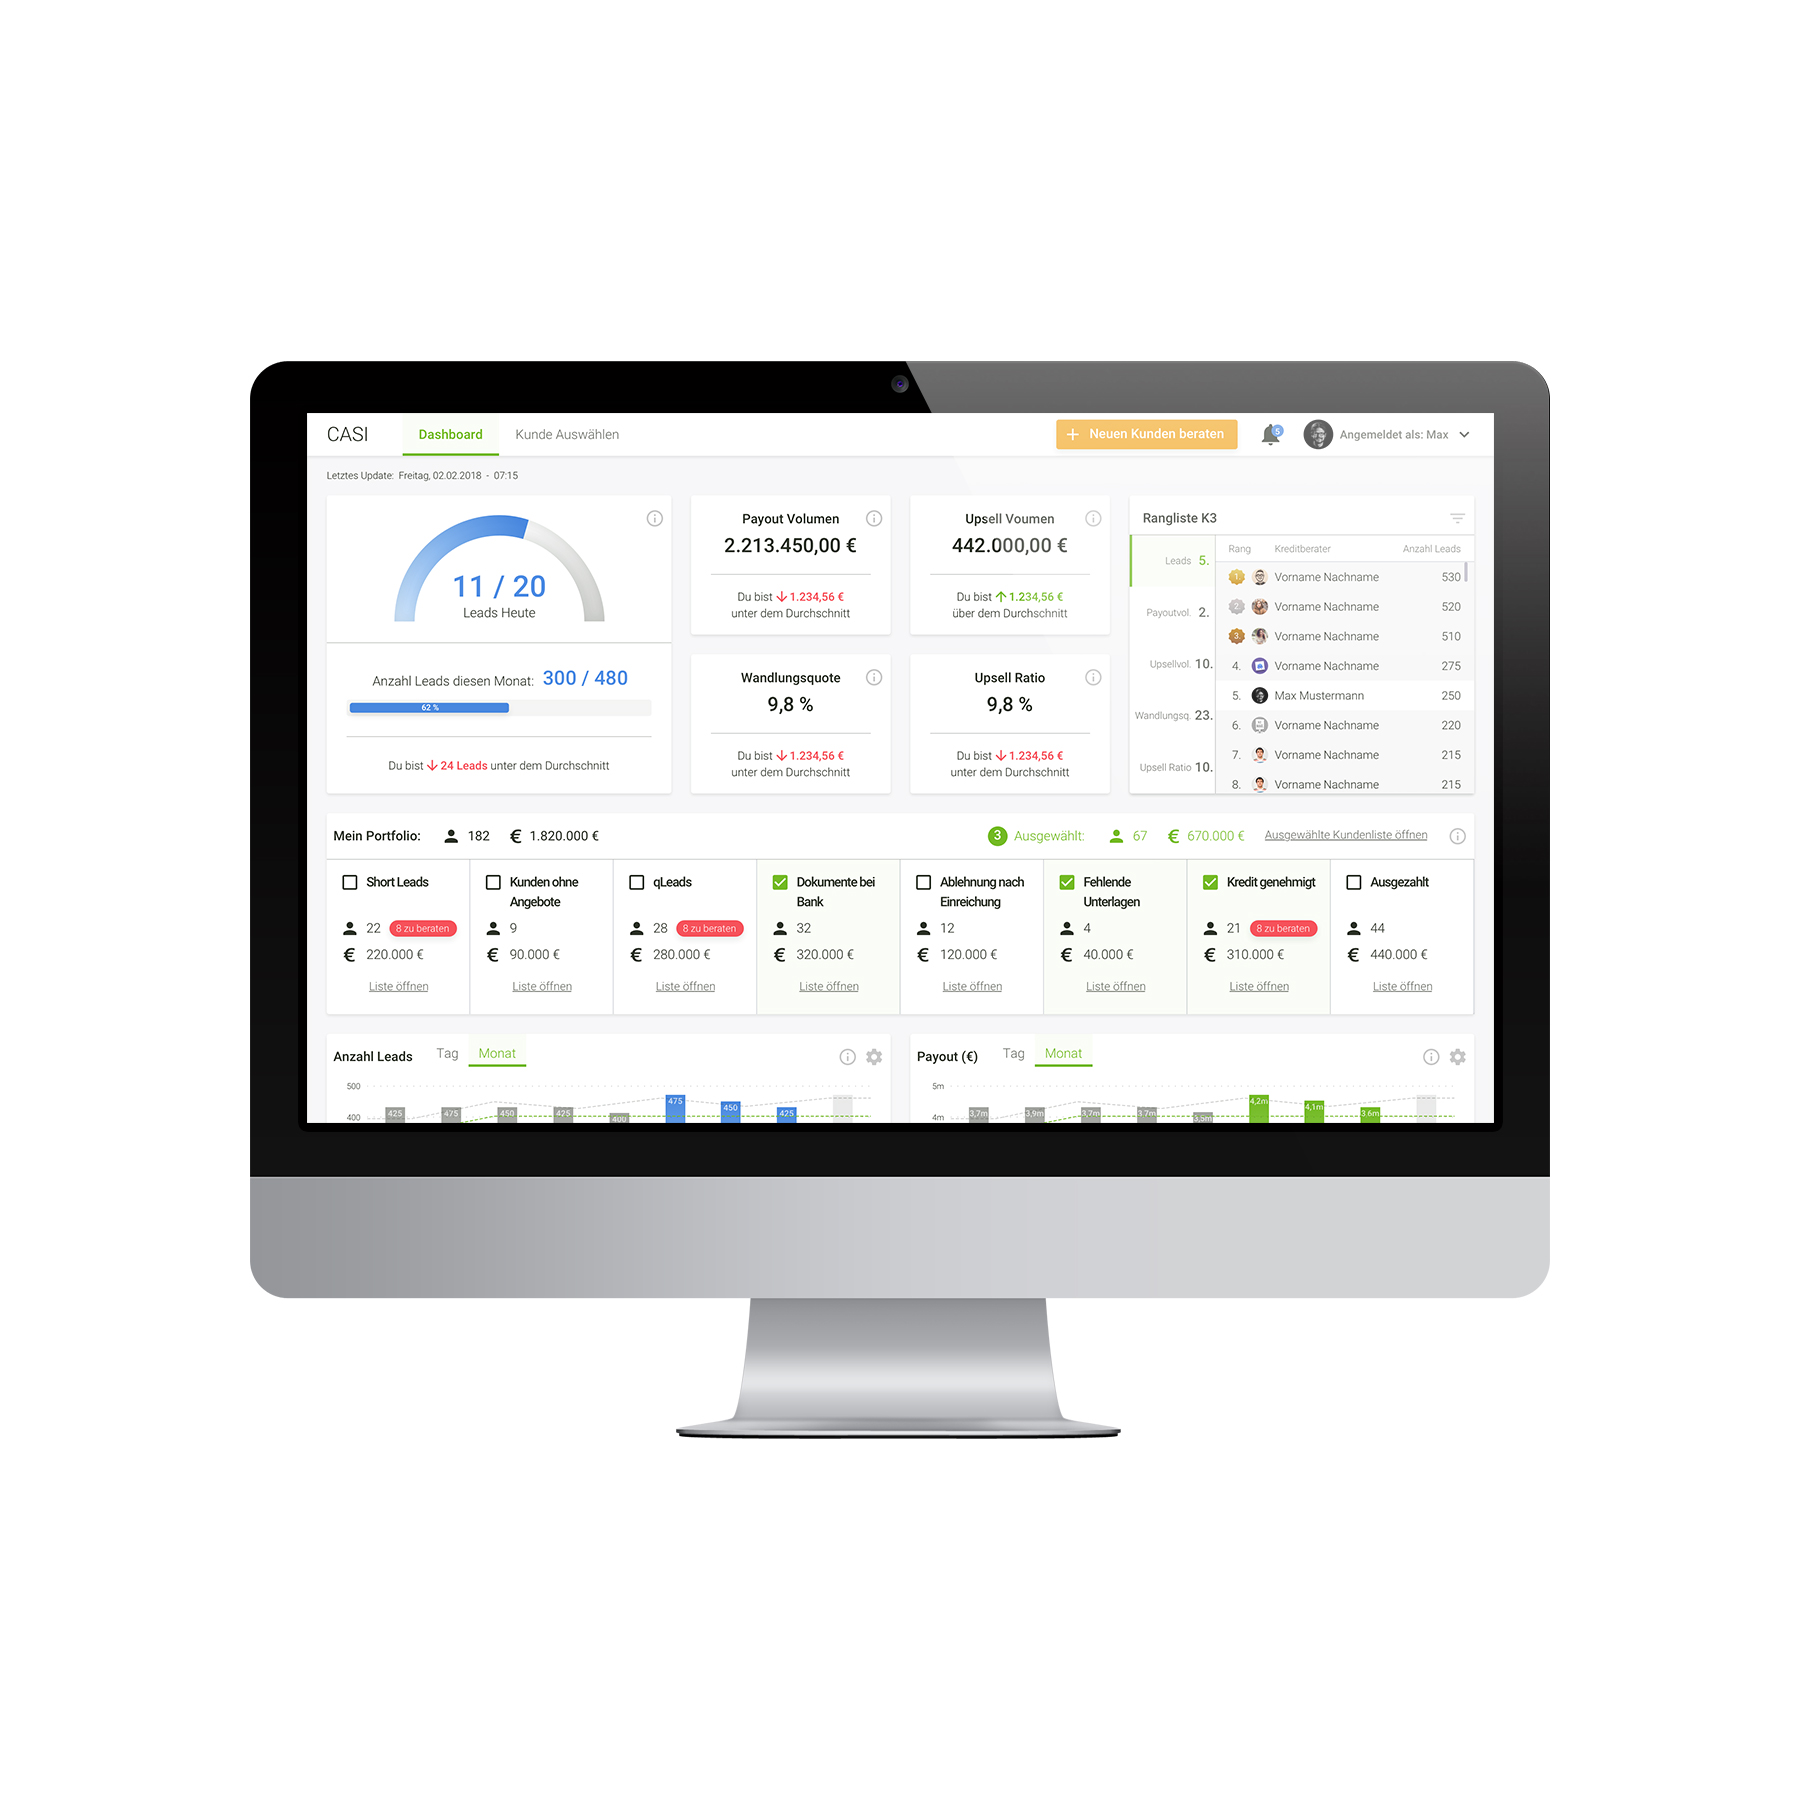 CASI Dashboard Kunde Auswählen + Neuen Kunden beraten 5 Angemeldet als: Max
Letztes Update: Freitag, 02.02.2018 - 07:15
11 / 20
Leads Heute
Anzahl Leads diesen Monat: 300 / 480
62 %
Du bist ↓ 24 Leads unter dem Durchschnitt
Payout Volumen
2.213.450,00 €
Du bist ↓ 1.234,56 €
unter dem Durchschnitt
Upsell Voumen
442.000,00 €
Du bist ↑ 1.234,56 €
über dem Durchschnitt
Wandlungsquote
9,8 %
Du bist ↓ 1.234,56 €
unter dem Durchschnitt
Upsell Ratio
9,8 %
Du bist ↓ 1.234,56 €
unter dem Durchschnitt
Rangliste K3
Leads 5.
Payoutvol. 2.
Upsellvol. 10.
Wandlungsq. 23.
Upsell Ratio 10.
Rang Kreditberater Anzahl Leads
1. Vorname Nachname 530
2. Vorname Nachname 520
3. Vorname Nachname 510
4. Vorname Nachname 275
5. Max Mustermann 250
6. Vorname Nachname 220
7. Vorname Nachname 215
8. Vorname Nachname 215
Mein Portfolio: 182 € 1.820.000 € 3 Ausgewählt: 67 € 670.000 € Ausgewählte Kundenliste öffnen
Short Leads
22 8 zu beraten
€ 220.000 €
Liste öffnen
Kunden ohne
Angebote
9
€ 90.000 €
Liste öffnen
qLeads
28 8 zu beraten
€ 280.000 €
Liste öffnen
Dokumente bei
Bank
32
€ 320.000 €
Liste öffnen
Ablehnung nach
Einreichung
12
€ 120.000 €
Liste öffnen
Fehlende
Unterlagen
4
€ 40.000 €
Liste öffnen
Kredit genehmigt
21 8 zu beraten
€ 310.000 €
Liste öffnen
Ausgezahlt
44
€ 440.000 €
Liste öffnen
Anzahl Leads Tag Monat
500
400
425 475 450 425 400 475 450 425
Payout (€) Tag Monat
5m
4m
3,7m 3,9m 3,7m 3,7m 3,5m 4,2m 4,1m 3,6m